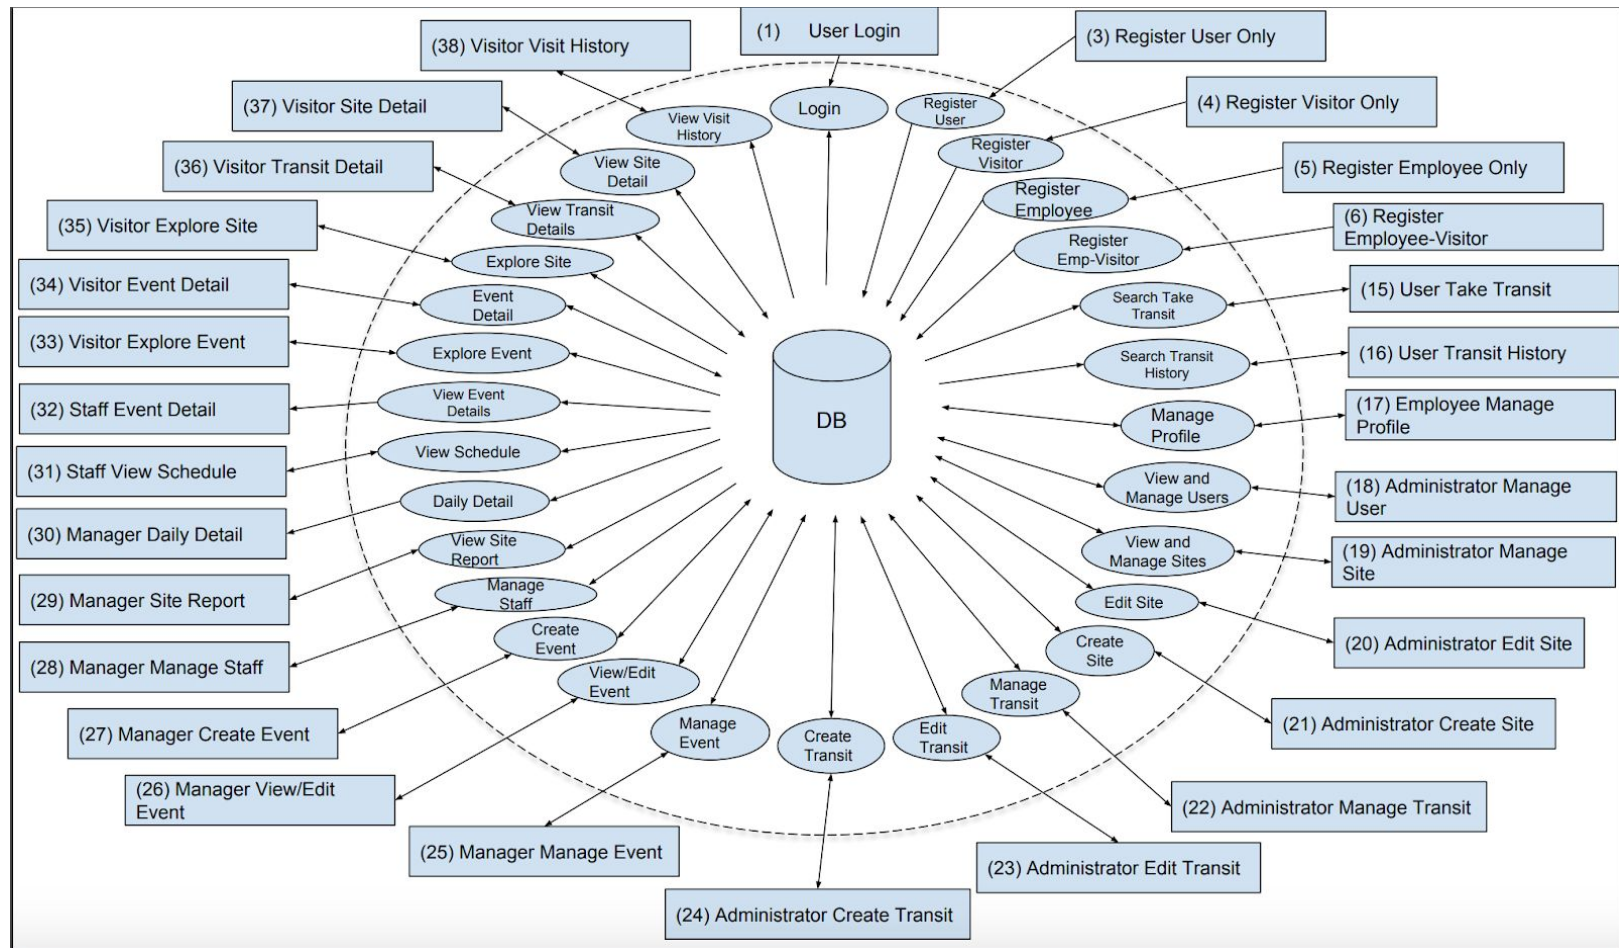 (1) User Login
(38) Visitor Visit History
(3) Register User Only
(37) Visitor Site Detail
(4) Register Visitor Only
(36) Visitor Transit Detail
(5) Register Employee Only
(35) Visitor Explore Site
(6) Register
Employee-Visitor
(34) Visitor Event Detail
(15) User Take Transit
(33) Visitor Explore Event
(16) User Transit History
(32) Staff Event Detail
(17) Employee Manage
Profile
(31) Staff View Schedule
(18) Administrator Manage
User
(30) Manager Daily Detail
(19) Administrator Manage
Site
(29) Manager Site Report
(20) Administrator Edit Site
(28) Manager Manage Staff
(21) Administrator Create Site
(27) Manager Create Event
(22) Administrator Manage Transit
(26) Manager View/Edit
Event
(25) Manager Manage Event
(23) Administrator Edit Transit
(24) Administrator Create Transit
Login
Register
User
View Visit
History
Register
Visitor
View Site
Detail
Register
Employee
View Transit
Details
Register
Emp-Visitor
Explore Site
Event
Detail
Search Take
Transit
Explore Event
Search Transit
History
View Event
Details
Manage
Profile
View Schedule
View and
Manage Users
Daily Detail
View and
Manage Sites
View Site
Report
Manage
Staff
Edit Site
Create
Event
Create
Site
View/Edit
Event
Manage
Transit
Manage
Event
Create
Transit
Edit
Transit
DB